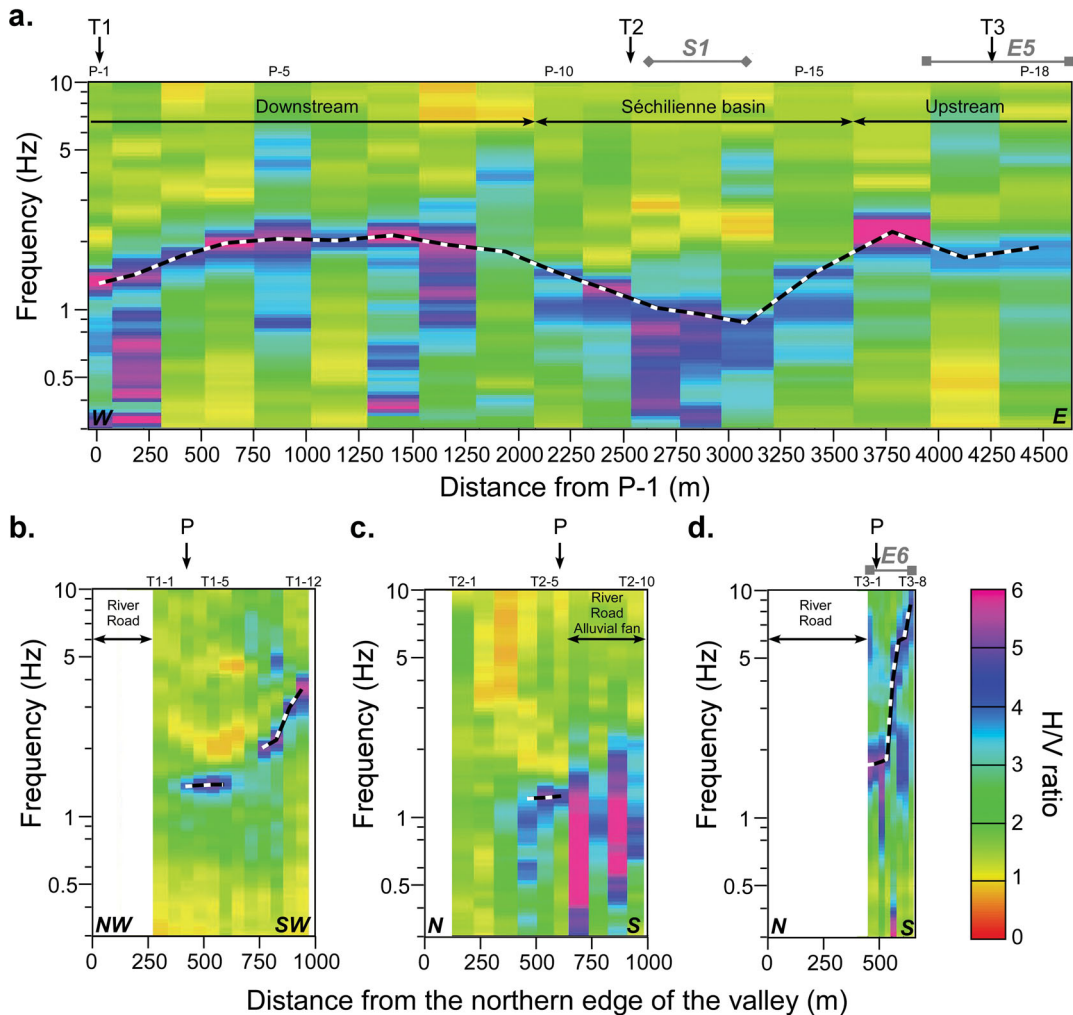 a.
T1
T2
T3
S1
E5
P-1
P-5
P-10
P-15
P-18
Downstream
Séchilienne basin
Upstream
10
5
1
0.5
Frequency (Hz)
W
E
0
250
500
750
1000
1250
1500
1750
2000
2250
2500
2750
3000
3250
3500
3750
4000
4250
4500
Distance from P-1 (m)
b.
P
T1-1
T1-5
T1-12
River
Road
10
5
1
0.5
Frequency (Hz)
NW
SW
0
250
500
750
1000
c.
P
T2-1
T2-5
T2-10
River
Road
Alluvial fan
10
5
1
0.5
Frequency (Hz)
N
S
0
250
500
750
1000
d.
P
E6
T3-1
T3-8
River
Road
10
5
1
0.5
Frequency (Hz)
N
S
0
250
500
6
5
4
3
2
1
0
H/V ratio
Distance from the northern edge of the valley (m)